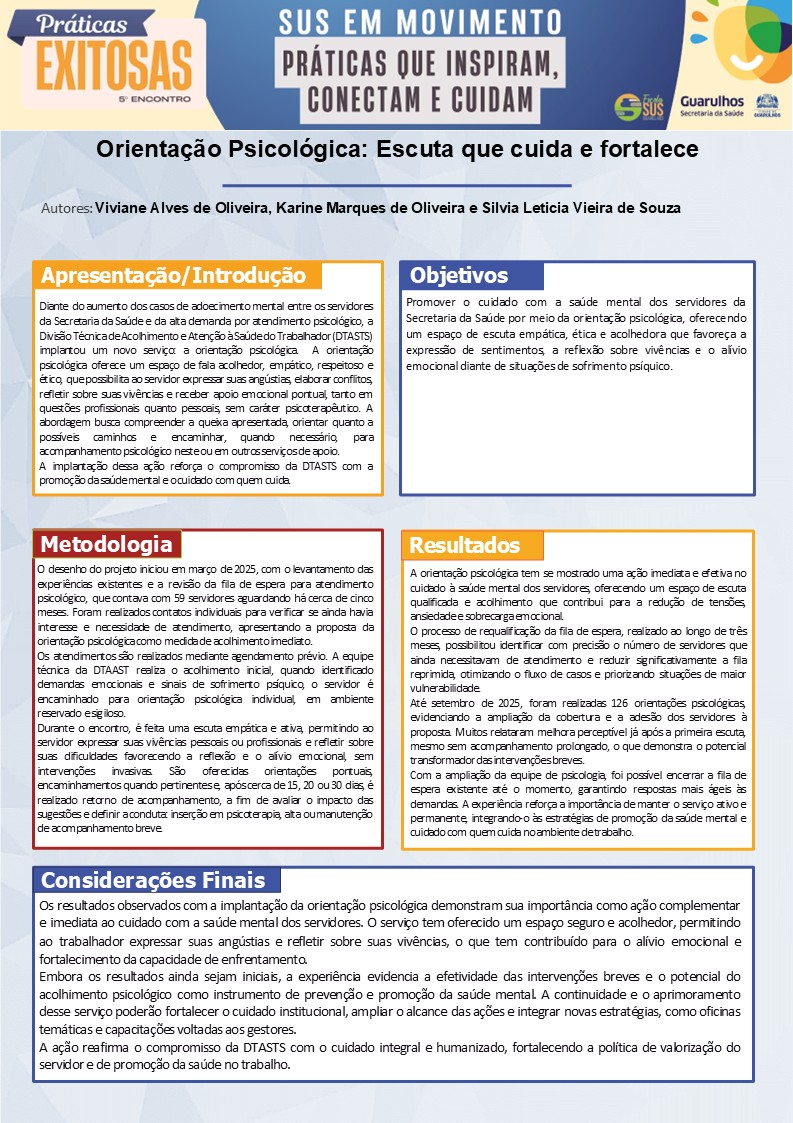 Práticas
EXITOSAS
5º ENCONTRO
SUS EM MOVIMENTO
PRÁTICAS QUE INSPIRAM,
CONECTAM E CUIDAM
Escola
SUS
Guarulhos
Secretaria da Saúde
GUARULHOS
Orientação Psicológica: Escuta que cuida e fortalece
Autores: Viviane Alves de Oliveira, Karine Marques de Oliveira e Silvia Leticia Vieira de Souza
Apresentação/Introdução
Diante do aumento dos casos de adoecimento mental entre os servidores
da Secretaria da Saúde e da alta demanda por atendimento psicológico, a
Divisão Técnica de Acolhimento e Atenção à Saúde do Trabalhador (DTASTS)
implantou um novo serviço: a orientação psicológica. A orientação
psicológica oferece um espaço de fala acolhedor, empático, respeitoso e
ético, que possibilita ao servidor expressar suas angústias, elaborar conflitos,
refletir sobre suas vivências e receber apoio emocional pontual, tanto em
questões profissionais quanto pessoais, sem caráter psicoterapêutico. A
abordagem busca compreender a queixa apresentada, orientar quanto a
possíveis caminhos e encaminhar, quando necessário, para
acompanhamento psicológico neste ou em outros serviços de apoio.
A implantação dessa ação reforça o compromisso da DTASTS com a
promoção da saúde mental e o cuidado com quem cuida.
Objetivos
Promover o cuidado com a saúde mental dos servidores da
Secretaria da Saúde por meio da orientação psicológica, oferecendo
um espaço de escuta empática, ética e acolhedora que favoreça a
expressão de sentimentos, a reflexão sobre vivências e o alívio
emocional diante de situações de sofrimento psíquico.
Metodologia
O desenho do projeto iniciou em março de 2025, com o levantamento das
experiências existentes e a revisão da fila de espera para atendimento
psicológico, que contava com 59 servidores aguardando há cerca de cinco
meses. Foram realizados contatos individuais para verificar se ainda havia
interesse e necessidade de atendimento, apresentando a proposta da
orientação psicológica como medida de acolhimento imediato.
Os atendimentos são realizados mediante agendamento prévio. A equipe
técnica da DTAAST realiza o acolhimento inicial, quando identificado
demandas emocionais e sinais de sofrimento psíquico, o servidor é
encaminhado para orientação psicológica individual, em ambiente
reservado e sigiloso.
Durante o encontro, é feita uma escuta empática e ativa, permitindo ao
servidor expressar suas vivências pessoais ou profissionais e refletir sobre
suas dificuldades favorecendo a reflexão e o alívio emocional, sem
intervenções invasivas. São oferecidas orientações pontuais,
encaminhamentos quando pertinentes e, após cerca de 15, 20 ou 30 dias, é
realizado retorno de acompanhamento, a fim de avaliar o impacto das
sugestões e definir a conduta: inserção em psicoterapia, alta ou manutenção
de acompanhamento breve.
Resultados
A orientação psicológica tem se mostrado uma ação imediata e efetiva no
cuidado à saúde mental dos servidores, oferecendo um espaço de escuta
qualificada e acolhimento que contribui para a redução de tensões,
ansiedade e sobrecarga emocional.
O processo de requalificação da fila de espera, realizado ao longo de três
meses, possibilitou identificar com precisão o número de servidores que
ainda necessitavam de atendimento e reduzir significativamente a fila
reprimida, otimizando o fluxo de casos e priorizando situações de maior
vulnerabilidade.
Até setembro de 2025, foram realizadas 126 orientações psicológicas,
evidenciando a ampliação da cobertura e a adesão dos servidores à
proposta. Muitos relataram melhora perceptível já após a primeira escuta,
mesmo sem acompanhamento prolongado, o que demonstra o potencial
transformador das intervenções breves.
Com a ampliação da equipe de psicologia, foi possível encerrar a fila de
espera existente até o momento, garantindo respostas mais ágeis às
demandas. A experiência reforça a importância de manter o serviço ativo e
permanente, integrando-o às estratégias de promoção da saúde mental e
cuidado com quem cuida no ambiente de trabalho.
Considerações Finais
Os resultados observados com a implantação da orientação psicológica demonstram sua importância como ação complementar
e imediata ao cuidado com a saúde mental dos servidores. O serviço tem oferecido um espaço seguro e acolhedor, permitindo
ao trabalhador expressar suas angústias e refletir sobre suas vivências, o que tem contribuído para o alívio emocional e
fortalecimento da capacidade de enfrentamento.
Embora os resultados ainda sejam iniciais, a experiência evidencia a efetividade das intervenções breves e o potencial do
acolhimento psicológico como instrumento de prevenção e promoção da saúde mental. A continuidade e o aprimoramento
desse serviço poderão fortalecer o cuidado institucional, ampliar o alcance das ações e integrar novas estratégias, como oficinas
temáticas e capacitações voltadas aos gestores.
A ação reafirma o compromisso da DTASTS com o cuidado integral e humanizado, fortalecendo a política de valorização do
servidor e de promoção da saúde no trabalho.